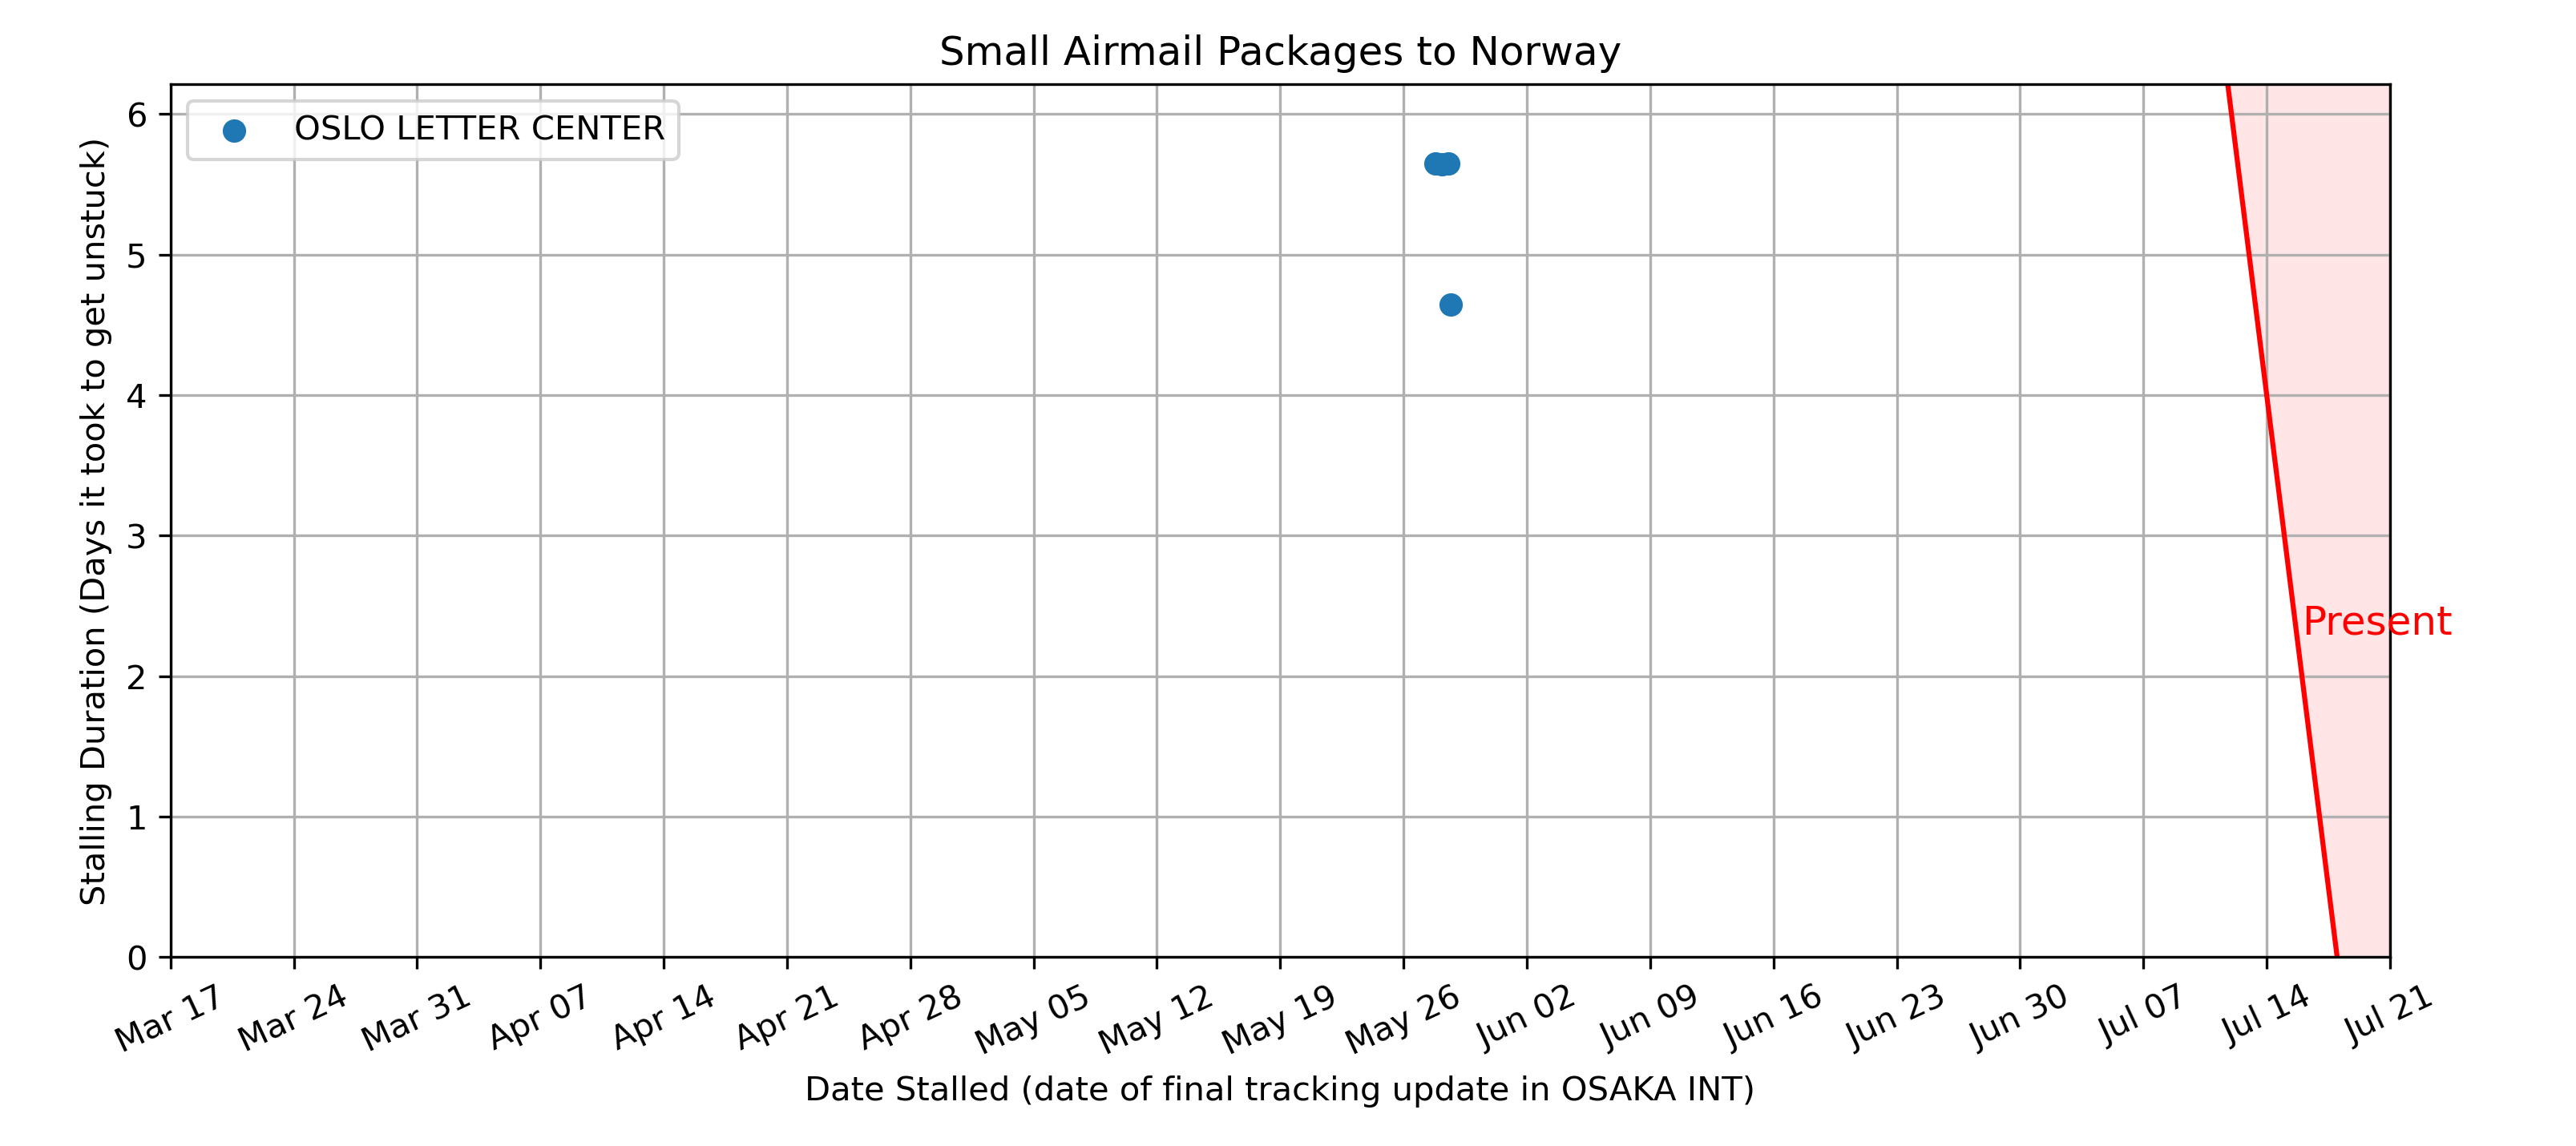 Small Airmail Packages to Norway
OSLO LETTER CENTER
Stalling Duration (Days it took to get unstuck)
6
5
4
3
2
1
0
Present
Mar 17
Mar 24
Mar 31
Apr 07
Apr 14
Apr 21
Apr 28
May 05
May 12
May 19
May 26
Jun 02
Jun 09
Jun 16
Jun 23
Jun 30
Jul 07
Jul 14
Jul 21
Date Stalled (date of final tracking update in OSAKA INT)